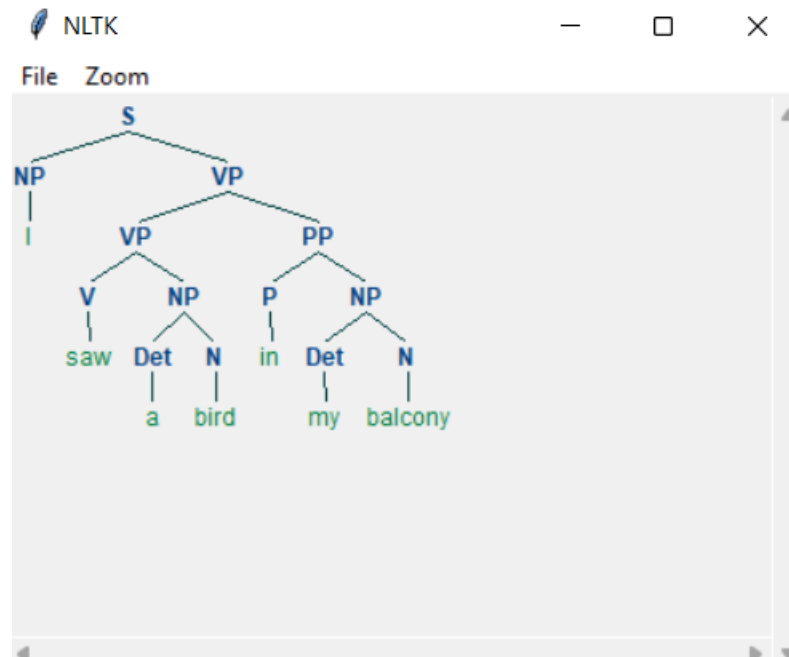 NLTK
File Zoom
S
NP VP
I VP PP
V NP P NP
saw Det N in Det N
a bird my balcony